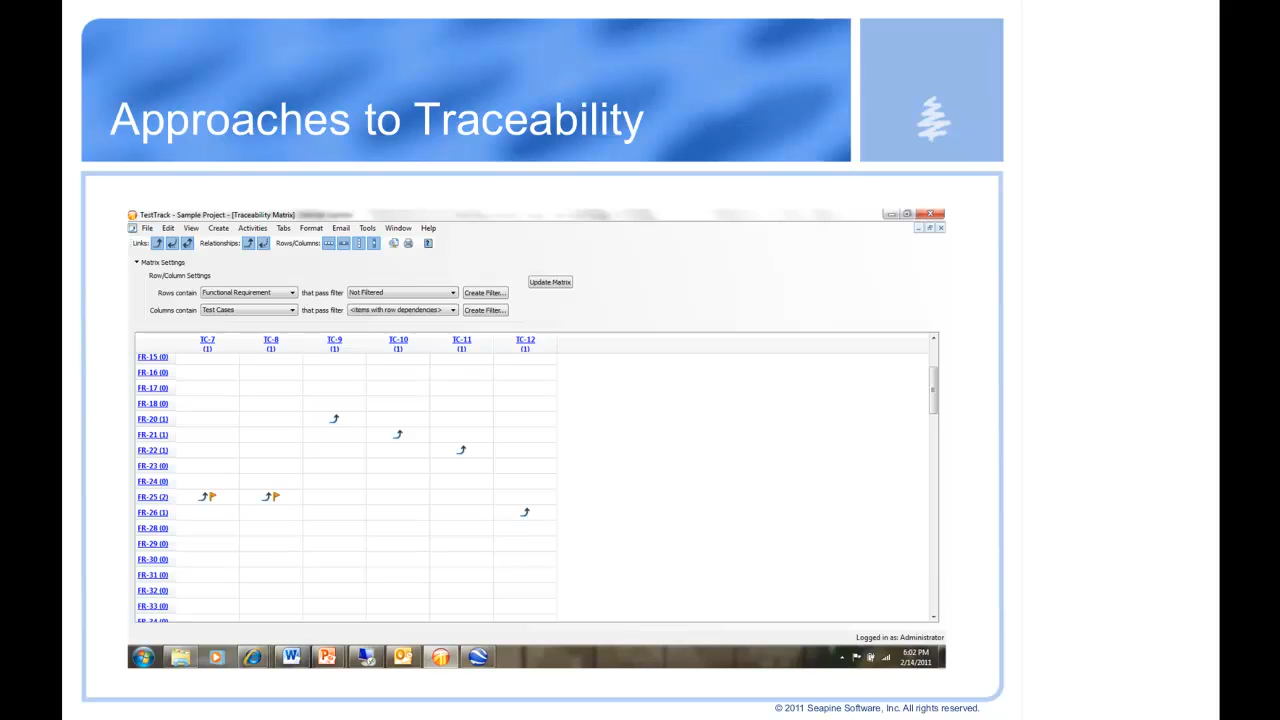 Approaches to Traceability
TestTrack - Sample Project - [Traceability Matrix]
File Edit View Create Activities Tabs Format Email Tools Window Help
Links: Relationships: Rows/Columns:
Matrix Settings
Row/Column Settings
Update Matrix
Rows contain Functional Requirement that pass filter Not Filtered Create Filter...
Columns contain Test Cases that pass filter <items with row dependencies> Create Filter...
TC-7 TC-8 TC-9 TC-10 TC-11 TC-12
(1) (1) (1) (1) (1) (1)
FR-15 (0)
FR-16 (0)
FR-17 (0)
FR-18 (0)
FR-20 (1)
FR-21 (1)
FR-22 (1)
FR-23 (0)
FR-24 (0)
FR-25 (2)
FR-26 (1)
FR-28 (0)
FR-29 (0)
FR-30 (0)
FR-31 (0)
FR-32 (0)
FR-33 (0)
FR-34 (0)
Logged in as: Administrator
6:02 PM
2/14/2011
© 2011 Seapine Software, Inc. All rights reserved.